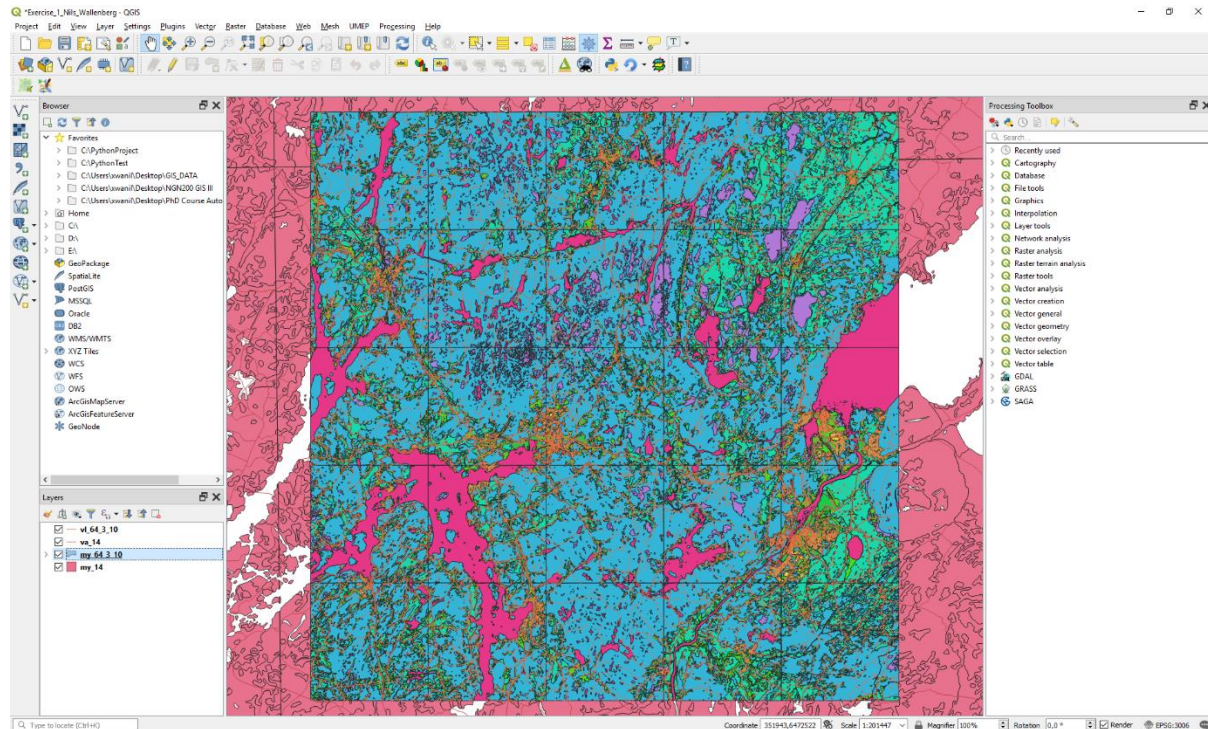 *Exercise_1_Nils_Wallenberg - QGIS
Project Edit View Layer Settings Plugins Vector Raster Database Web Mesh UMEP Processing Help
Browser
Favorites
C:\PythonProject
C:\PythonTest
C:\Users\xwanil\Desktop\GIS_DATA
C:\Users\xwanil\Desktop\NGN200 GIS III
C:\Users\xwanil\Desktop\PhD Course Auto
Home
C:\
D:\
E:\
GeoPackage
SpatiaLite
PostGIS
MSSQL
Oracle
DB2
WMS/WMTS
XYZ Tiles
WCS
WFS
OWS
ArcGisMapServer
ArcGisFeatureServer
GeoNode
Layers
vl_64_3_10
va_14
my_64_3_10
my_14
Processing Toolbox
Search...
Recently used
Cartography
Database
File tools
Graphics
Interpolation
Layer tools
Network analysis
Raster analysis
Raster terrain analysis
Raster tools
Vector analysis
Vector creation
Vector general
Vector geometry
Vector overlay
Vector selection
Vector table
GDAL
GRASS
SAGA
Type to locate (Ctrl+K)
Coordinate 351943,6472522 Scale 1:201447 Magnifier 100% Rotation 0,0 ° Render EPSG:3006